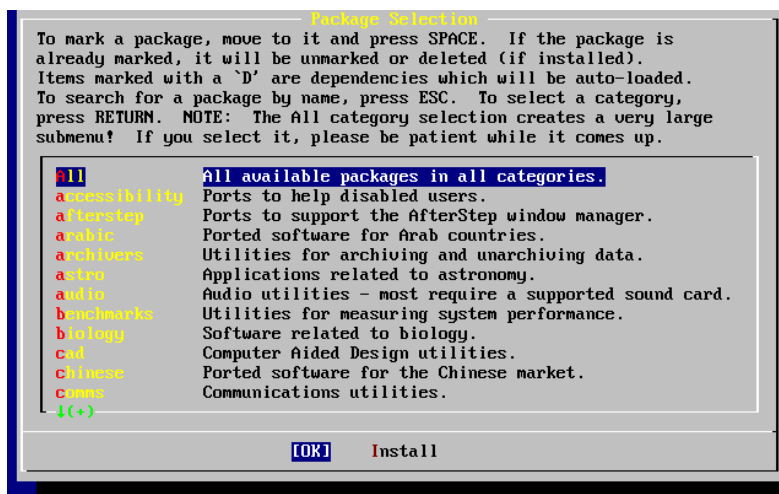 Package Selection
To mark a package, move to it and press SPACE.  If the package is
already marked, it will be unmarked or deleted (if installed).
Items marked with a `D' are dependencies which will be auto-loaded.
To search for a package by name, press ESC.  To select a category,
press RETURN.  NOTE:  The All category selection creates a very large
submenu!  If you select it, please be patient while it comes up.
All All available packages in all categories.
accessibility Ports to help disabled users.
afterstep Ports to support the AfterStep window manager.
arabic Ported software for Arab countries.
archivers Utilities for archiving and unarchiving data.
astro Applications related to astronomy.
audio Audio utilities - most require a supported sound card.
benchmarks Utilities for measuring system performance.
biology Software related to biology.
cad Computer Aided Design utilities.
chinese Ported software for the Chinese market.
comms Communications utilities.
↓(+)
[OK] Install